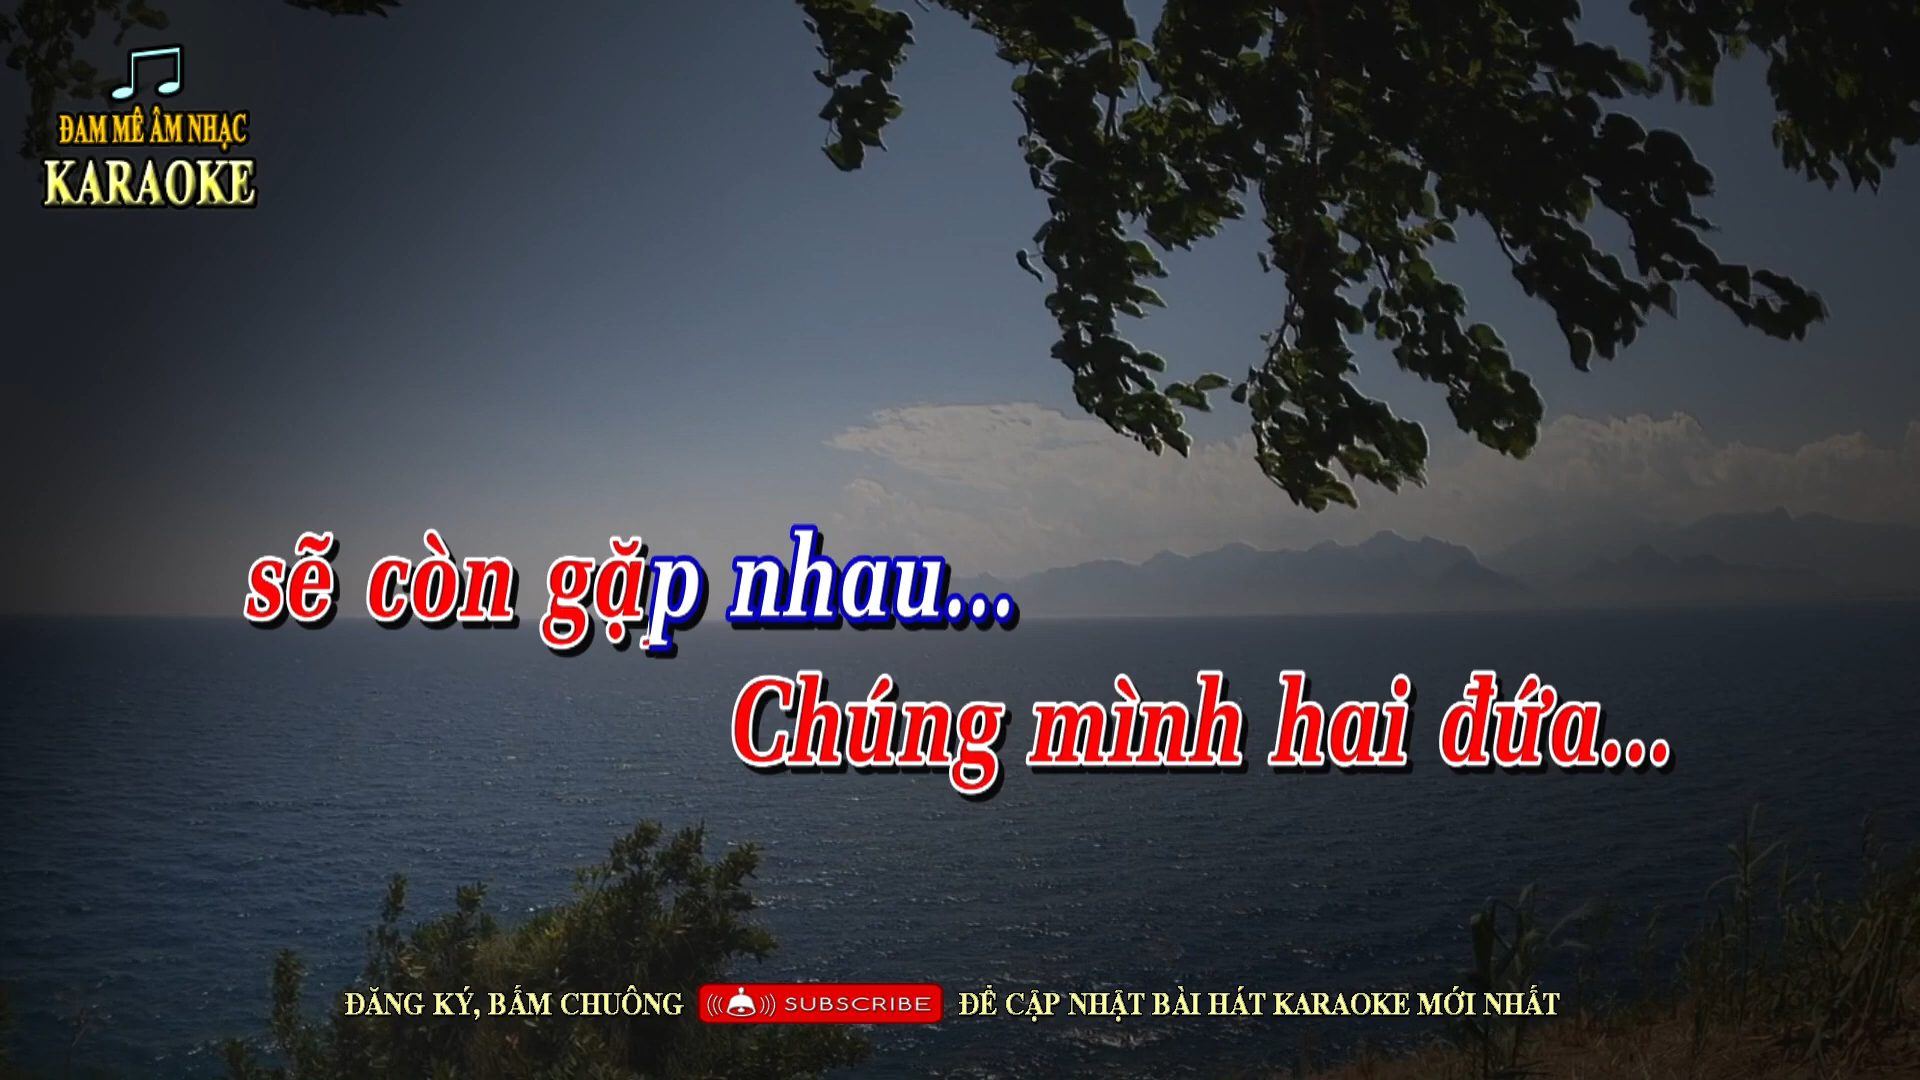 ĐAM MÊ ÂM NHẠC
KARAOKE
sẽ còn gặp nhau...
Chúng mình hai đứa...
ĐĂNG KÝ, BẤM CHUÔNG SUBSCRIBE ĐỂ CẬP NHẬT BÀI HÁT KARAOKE MỚI NHẤT